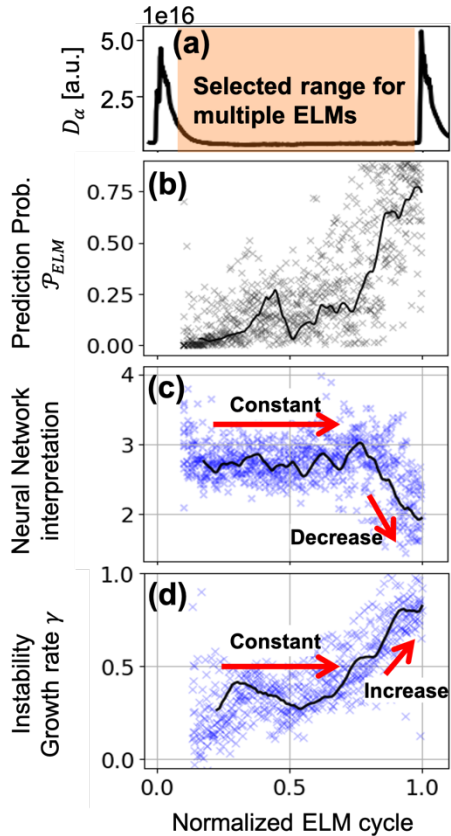 1e16
(a)
5.0
2.5
D_α [a.u.]
Selected range for
multiple ELMs
(b)
0.75
0.50
0.25
0.00
Prediction Prob.
𝒫_ELM
(c)
4
3
2
Neural Network
interpretation
Constant
Decrease
(d)
1.0
0.5
0.0
Instability
Growth rate γ
Constant
Increase
0.0 0.5 1.0
Normalized ELM cycle